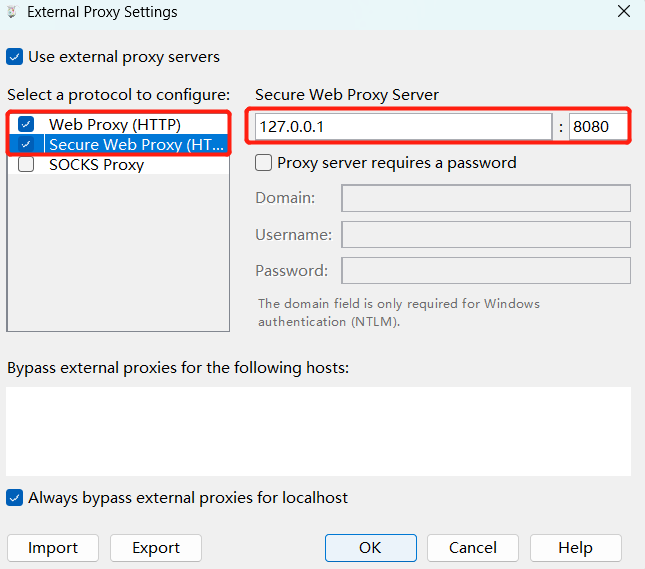 External Proxy Settings
Use external proxy servers
Select a protocol to configure:
Web Proxy (HTTP)
Secure Web Proxy (HT...
SOCKS Proxy
Secure Web Proxy Server
127.0.0.1 : 8080
Proxy server requires a password
Domain:
Username:
Password:
The domain field is only required for Windows
authentication (NTLM).
Bypass external proxies for the following hosts:
Always bypass external proxies for localhost
Import Export OK Cancel Help